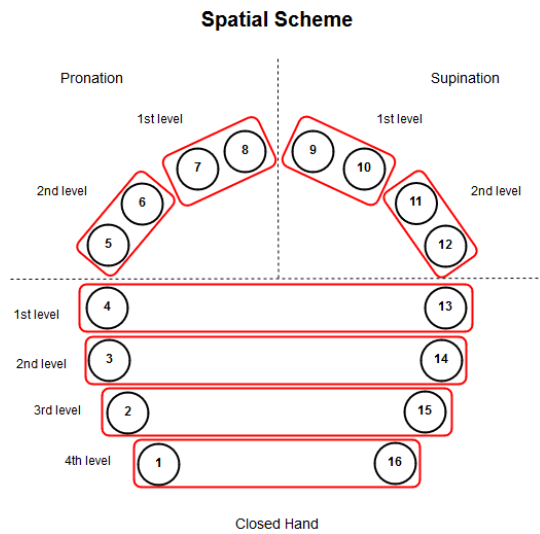 Spatial Scheme
Pronation
Supination
1st level
1st level
8
9
7
10
2nd level
2nd level
6
11
5
12
1st level
4
13
2nd level
3
14
3rd level
2
15
4th level
1
16
Closed Hand